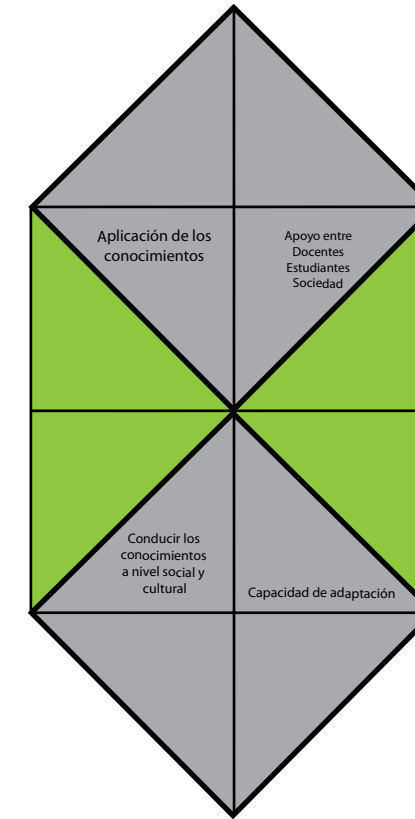 Aplicación de los
conocimientos
Apoyo entre
Docentes
Estudiantes
Sociedad
Conducir los
conocimientos
a nivel social y
cultural
Capacidad de adaptación